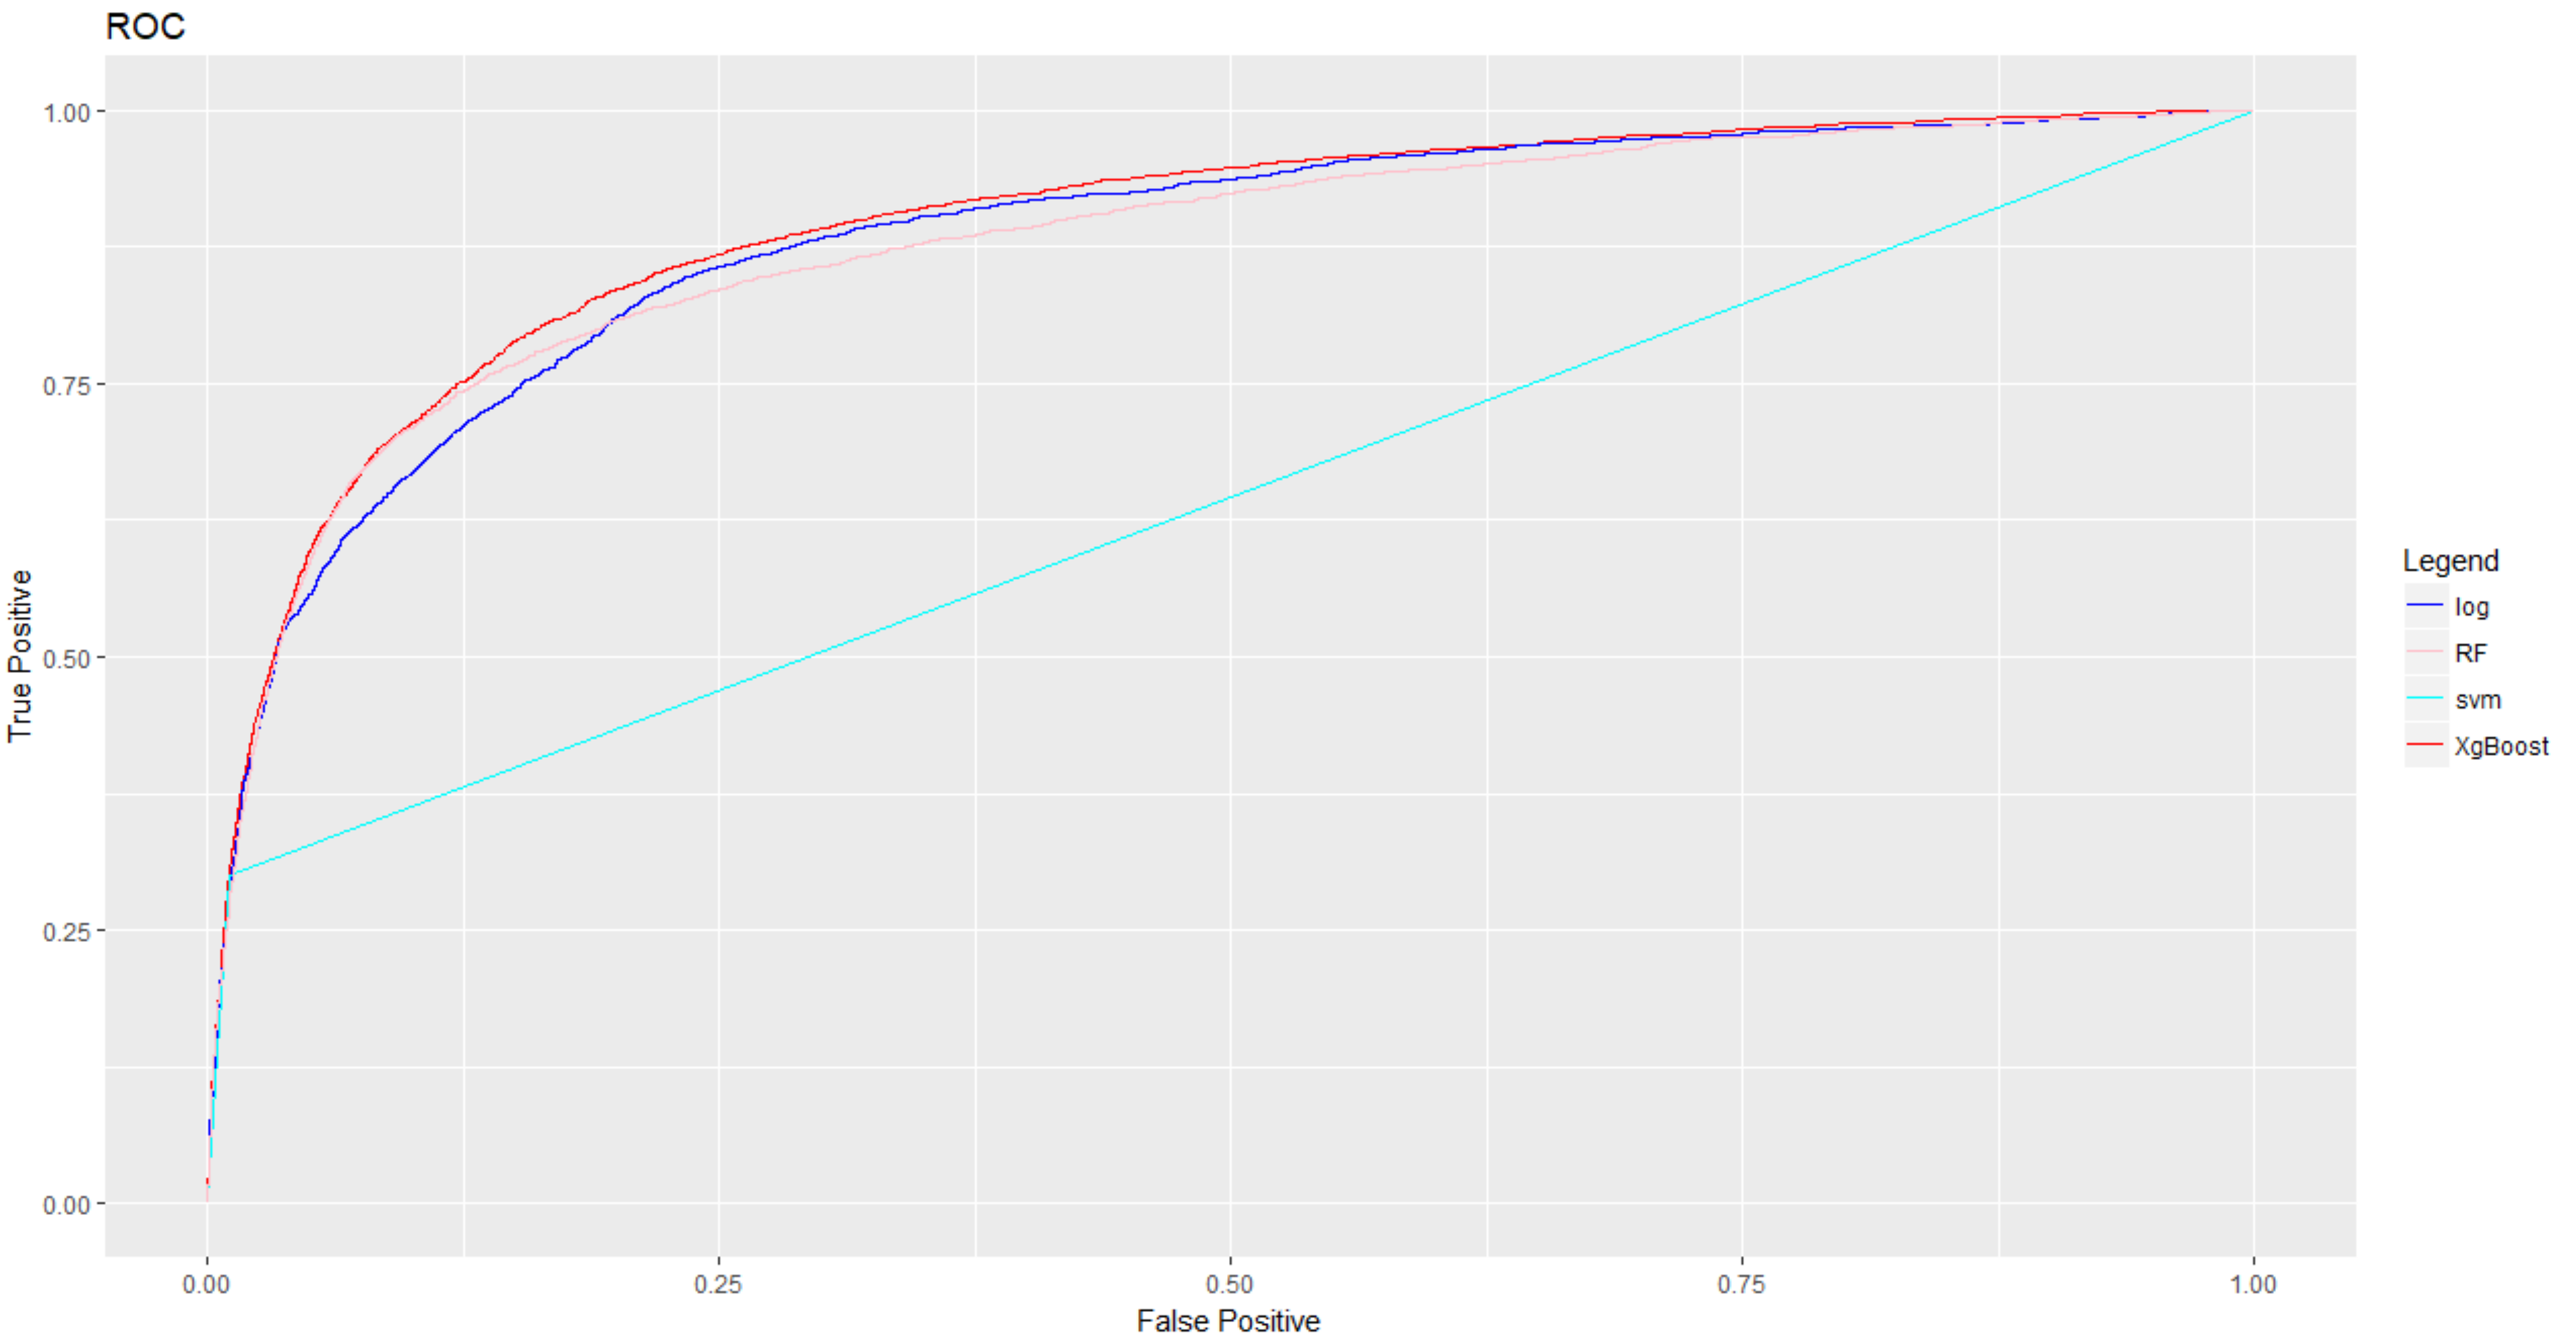 ROC
1.00
0.75
0.50
0.25
0.00
True Positive
0.00 0.25 0.50 0.75 1.00
False Positive
Legend
log
RF
svm
XgBoost